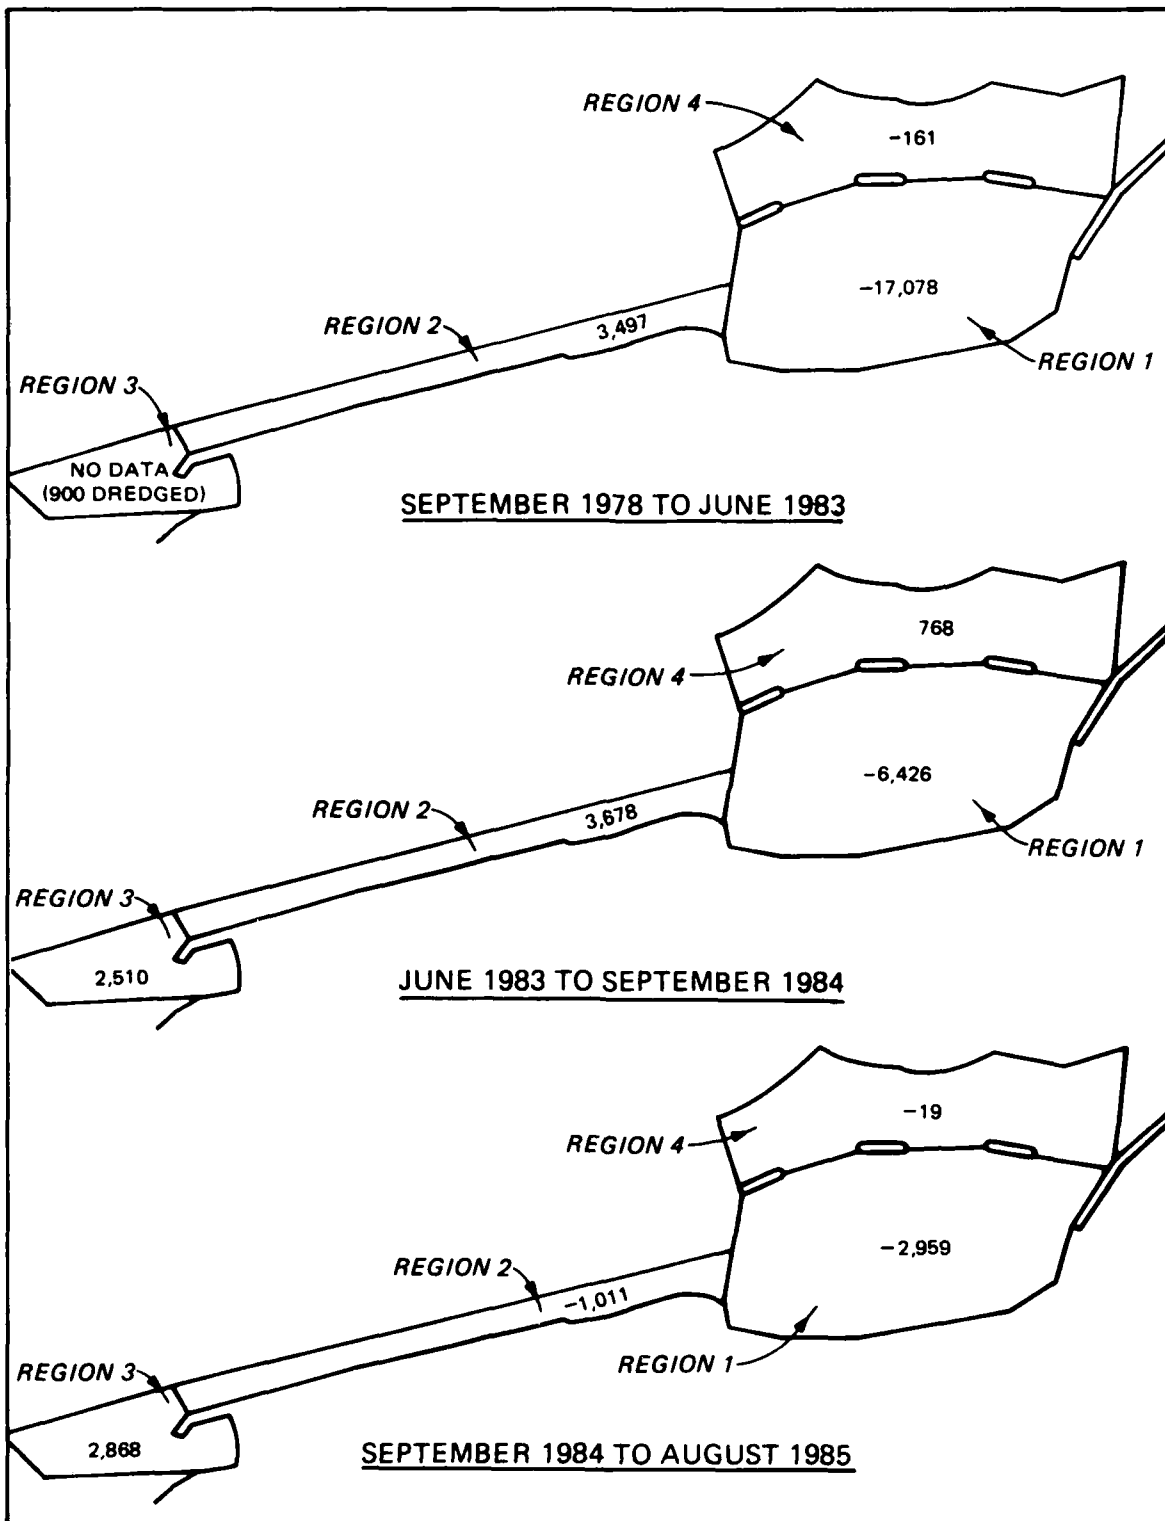 REGION 4
−161
−17,078
REGION 2
3,497
REGION 1
REGION 3
NO DATA
(900 DREDGED)
SEPTEMBER 1978 TO JUNE 1983
768
REGION 4
−6,426
REGION 2
3,678
REGION 1
REGION 3
2,510
JUNE 1983 TO SEPTEMBER 1984
−19
REGION 4
−2,959
REGION 2
−1,011
REGION 1
REGION 3
2,868
SEPTEMBER 1984 TO AUGUST 1985